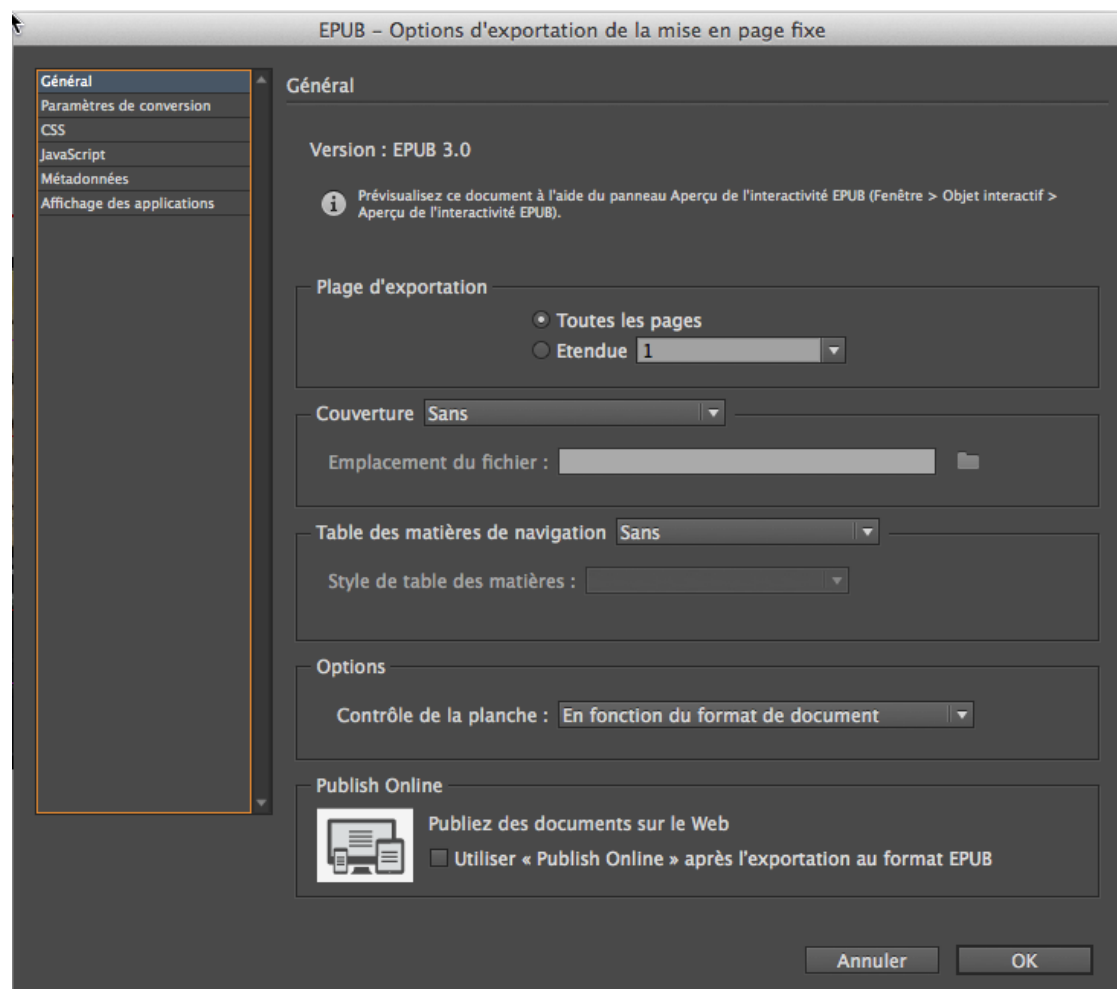 EPUB – Options d'exportation de la mise en page fixe
Général
Paramètres de conversion
CSS
JavaScript
Métadonnées
Affichage des applications
Général
Version : EPUB 3.0
Prévisualisez ce document à l'aide du panneau Aperçu de l'interactivité EPUB (Fenêtre > Objet interactif >
Aperçu de l'interactivité EPUB).
Plage d'exportation
Toutes les pages
Etendue 1
Couverture Sans
Emplacement du fichier :
Table des matières de navigation Sans
Style de table des matières :
Options
Contrôle de la planche : En fonction du format de document
Publish Online
Publiez des documents sur le Web
Utiliser « Publish Online » après l'exportation au format EPUB
Annuler OK